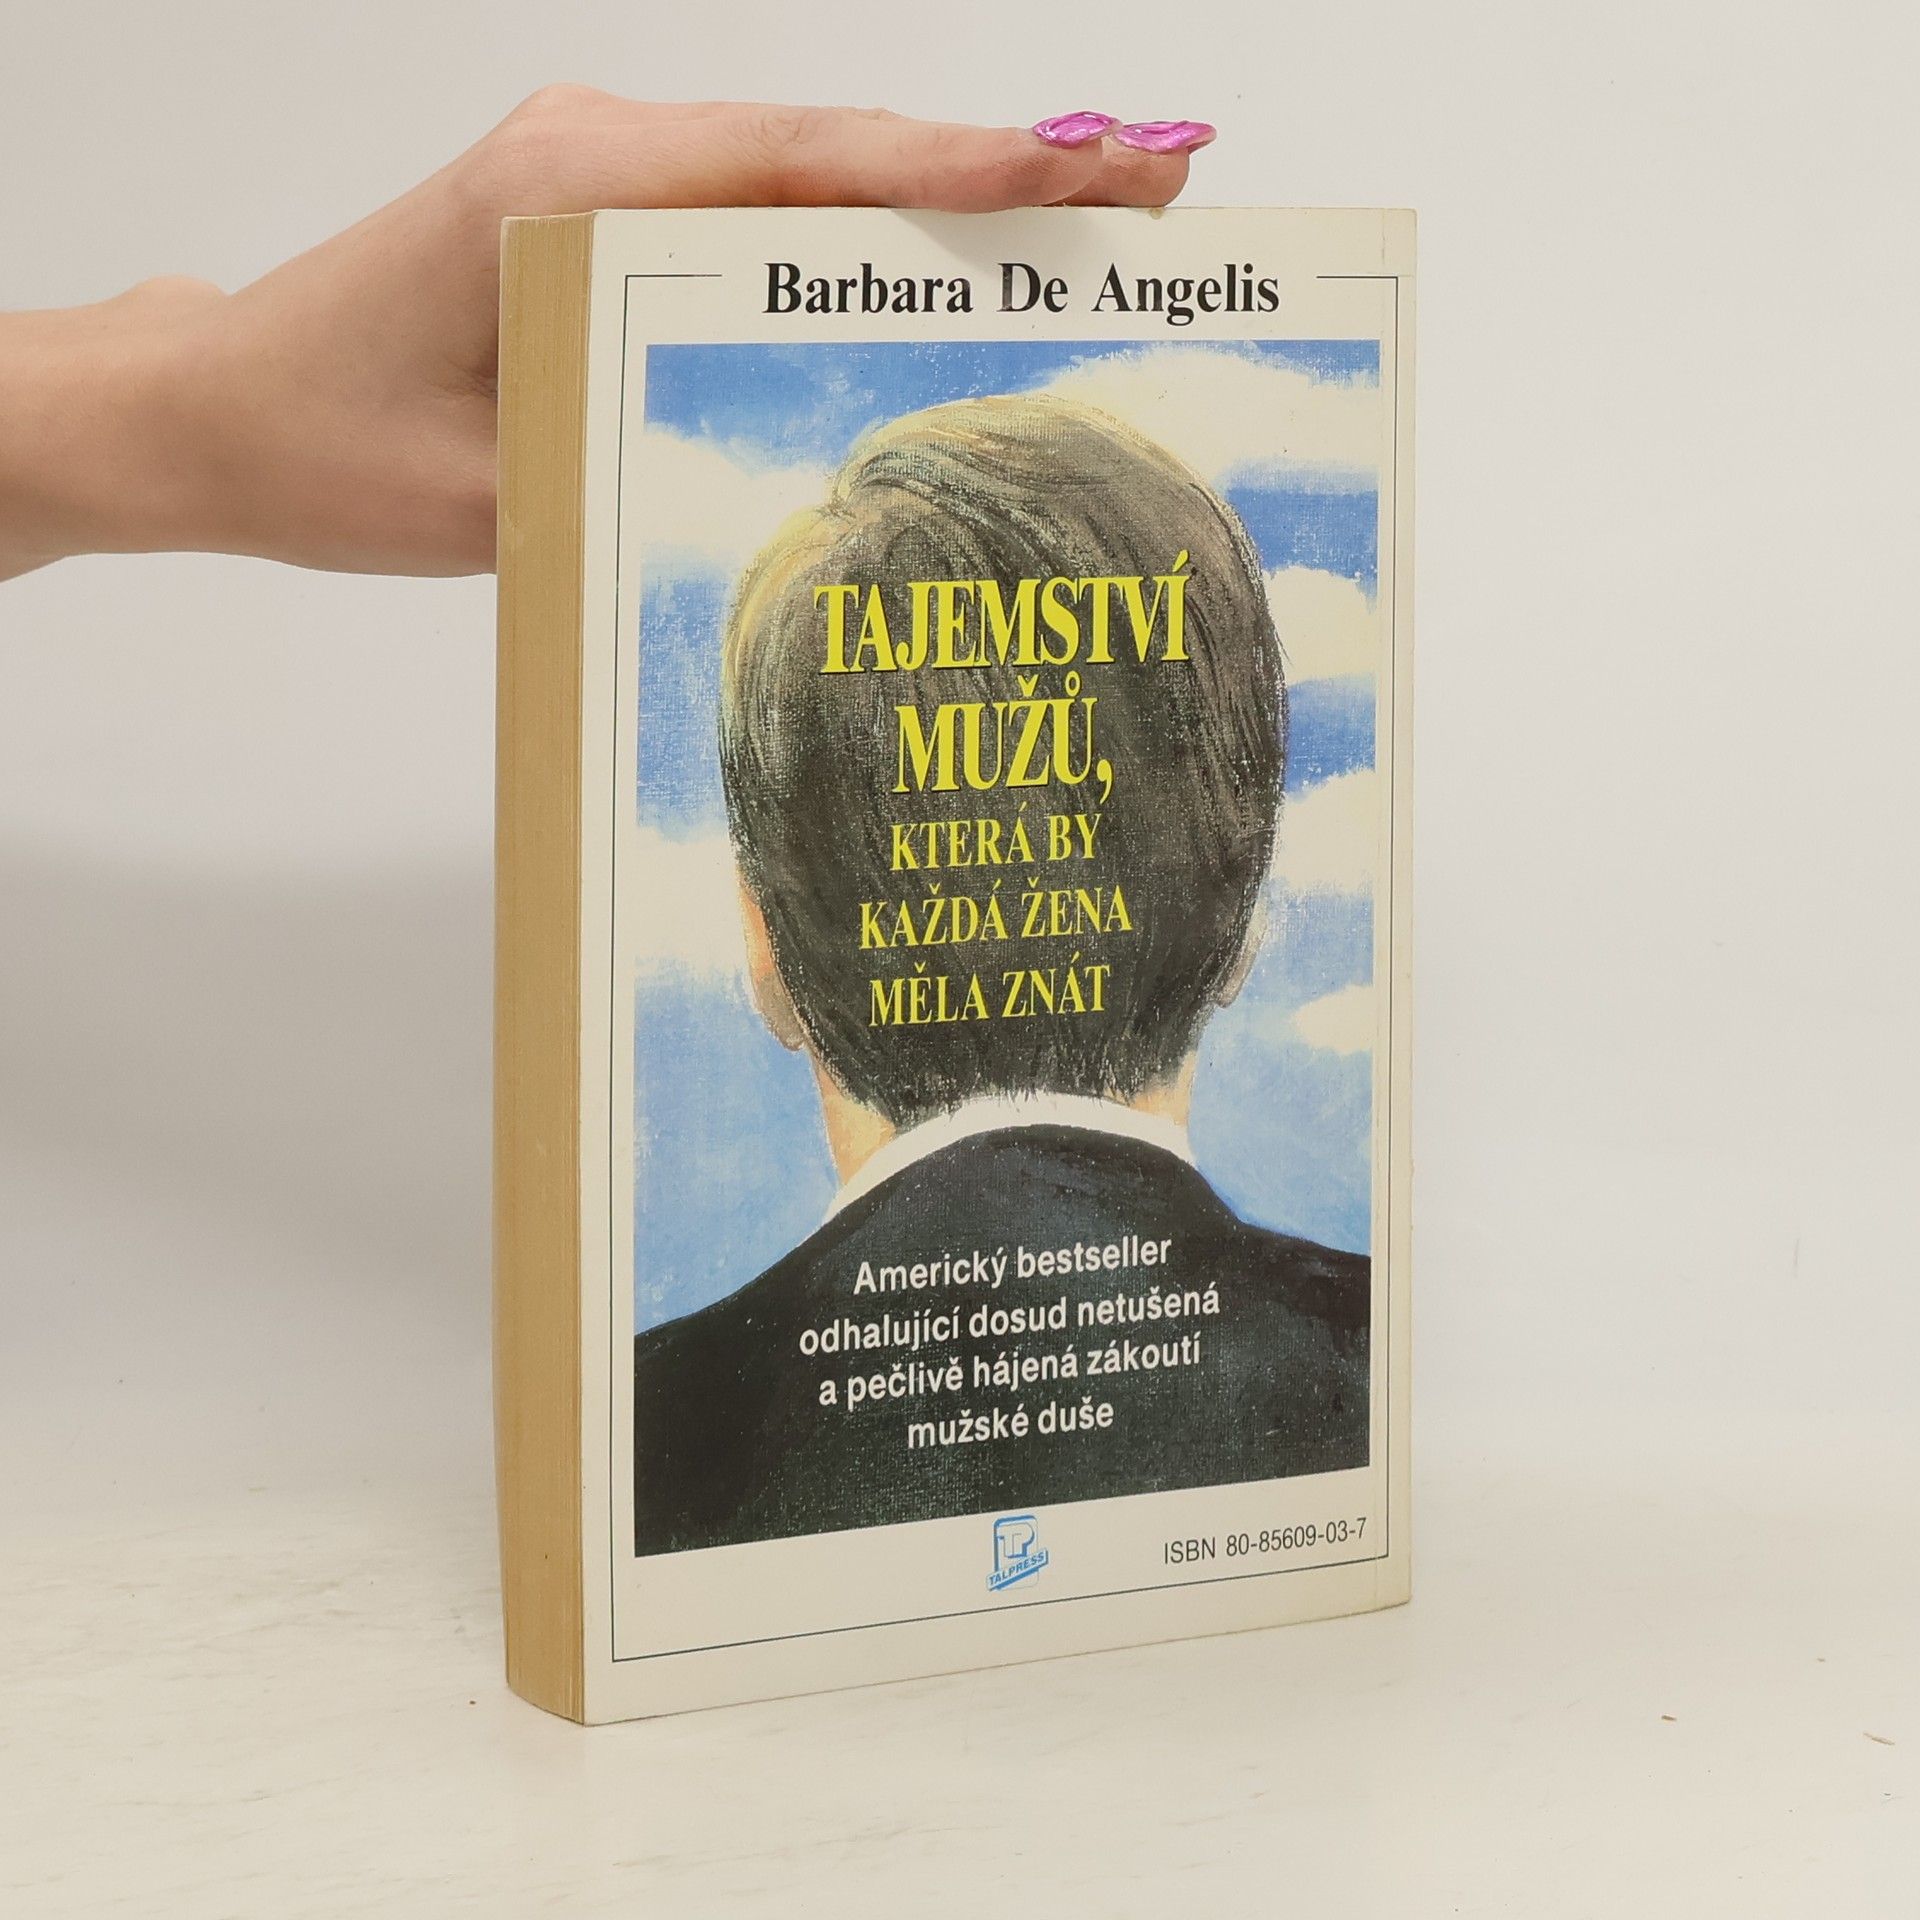 Barbara De Angelis
TAJEMSTVÍ
MUŽŮ,
KTERÁ BY
KAŽDÁ ŽENA
MĚLA ZNÁT
Americký bestseller
odhalující dosud netušená
a pečlivě hájená zákoutí
mužské duše
TP
TALPRESS
ISBN 80-85609-03-7